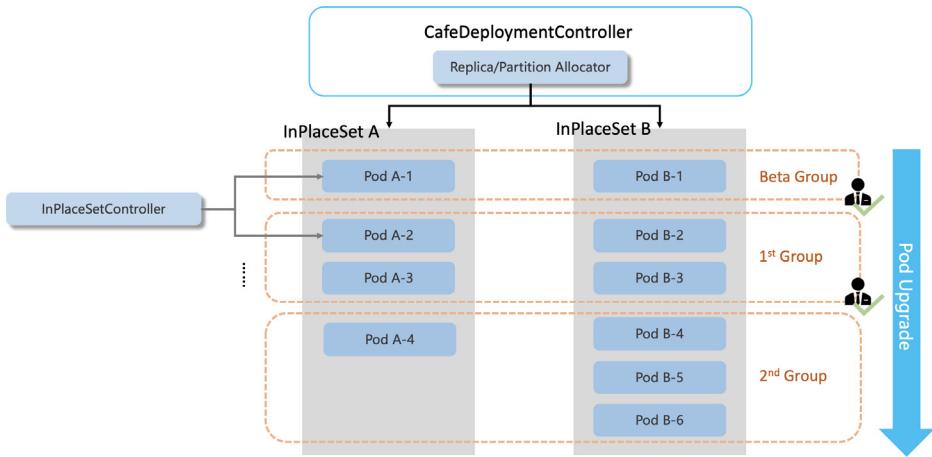 CafeDeploymentController
Replica/Partition Allocator
InPlaceSet A
InPlaceSet B
Pod A-1
Pod B-1
Beta Group
InPlaceSetController
Pod A-2
Pod B-2
1st Group
Pod A-3
Pod B-3
Pod A-4
Pod B-4
Pod B-5
2nd Group
Pod B-6
Pod Upgrade